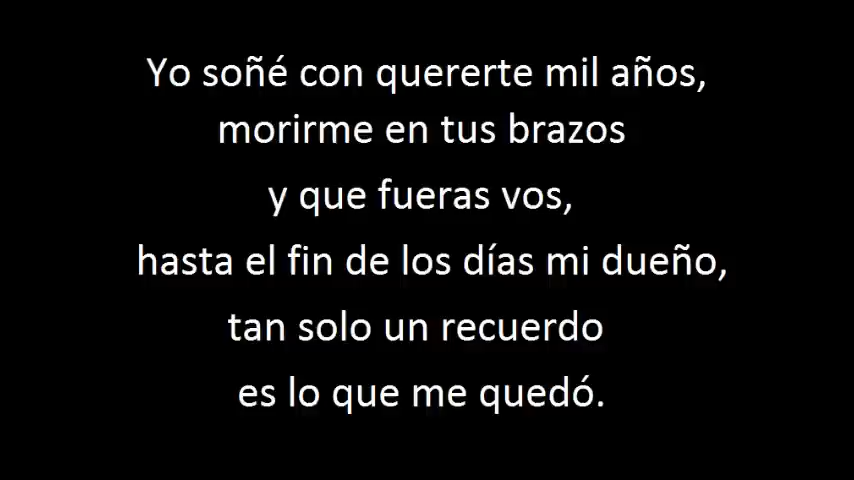 Yo soñé con quererte mil años,
morirme en tus brazos
y que fueras vos,
hasta el fin de los días mi dueño,
tan solo un recuerdo
es lo que me quedó.